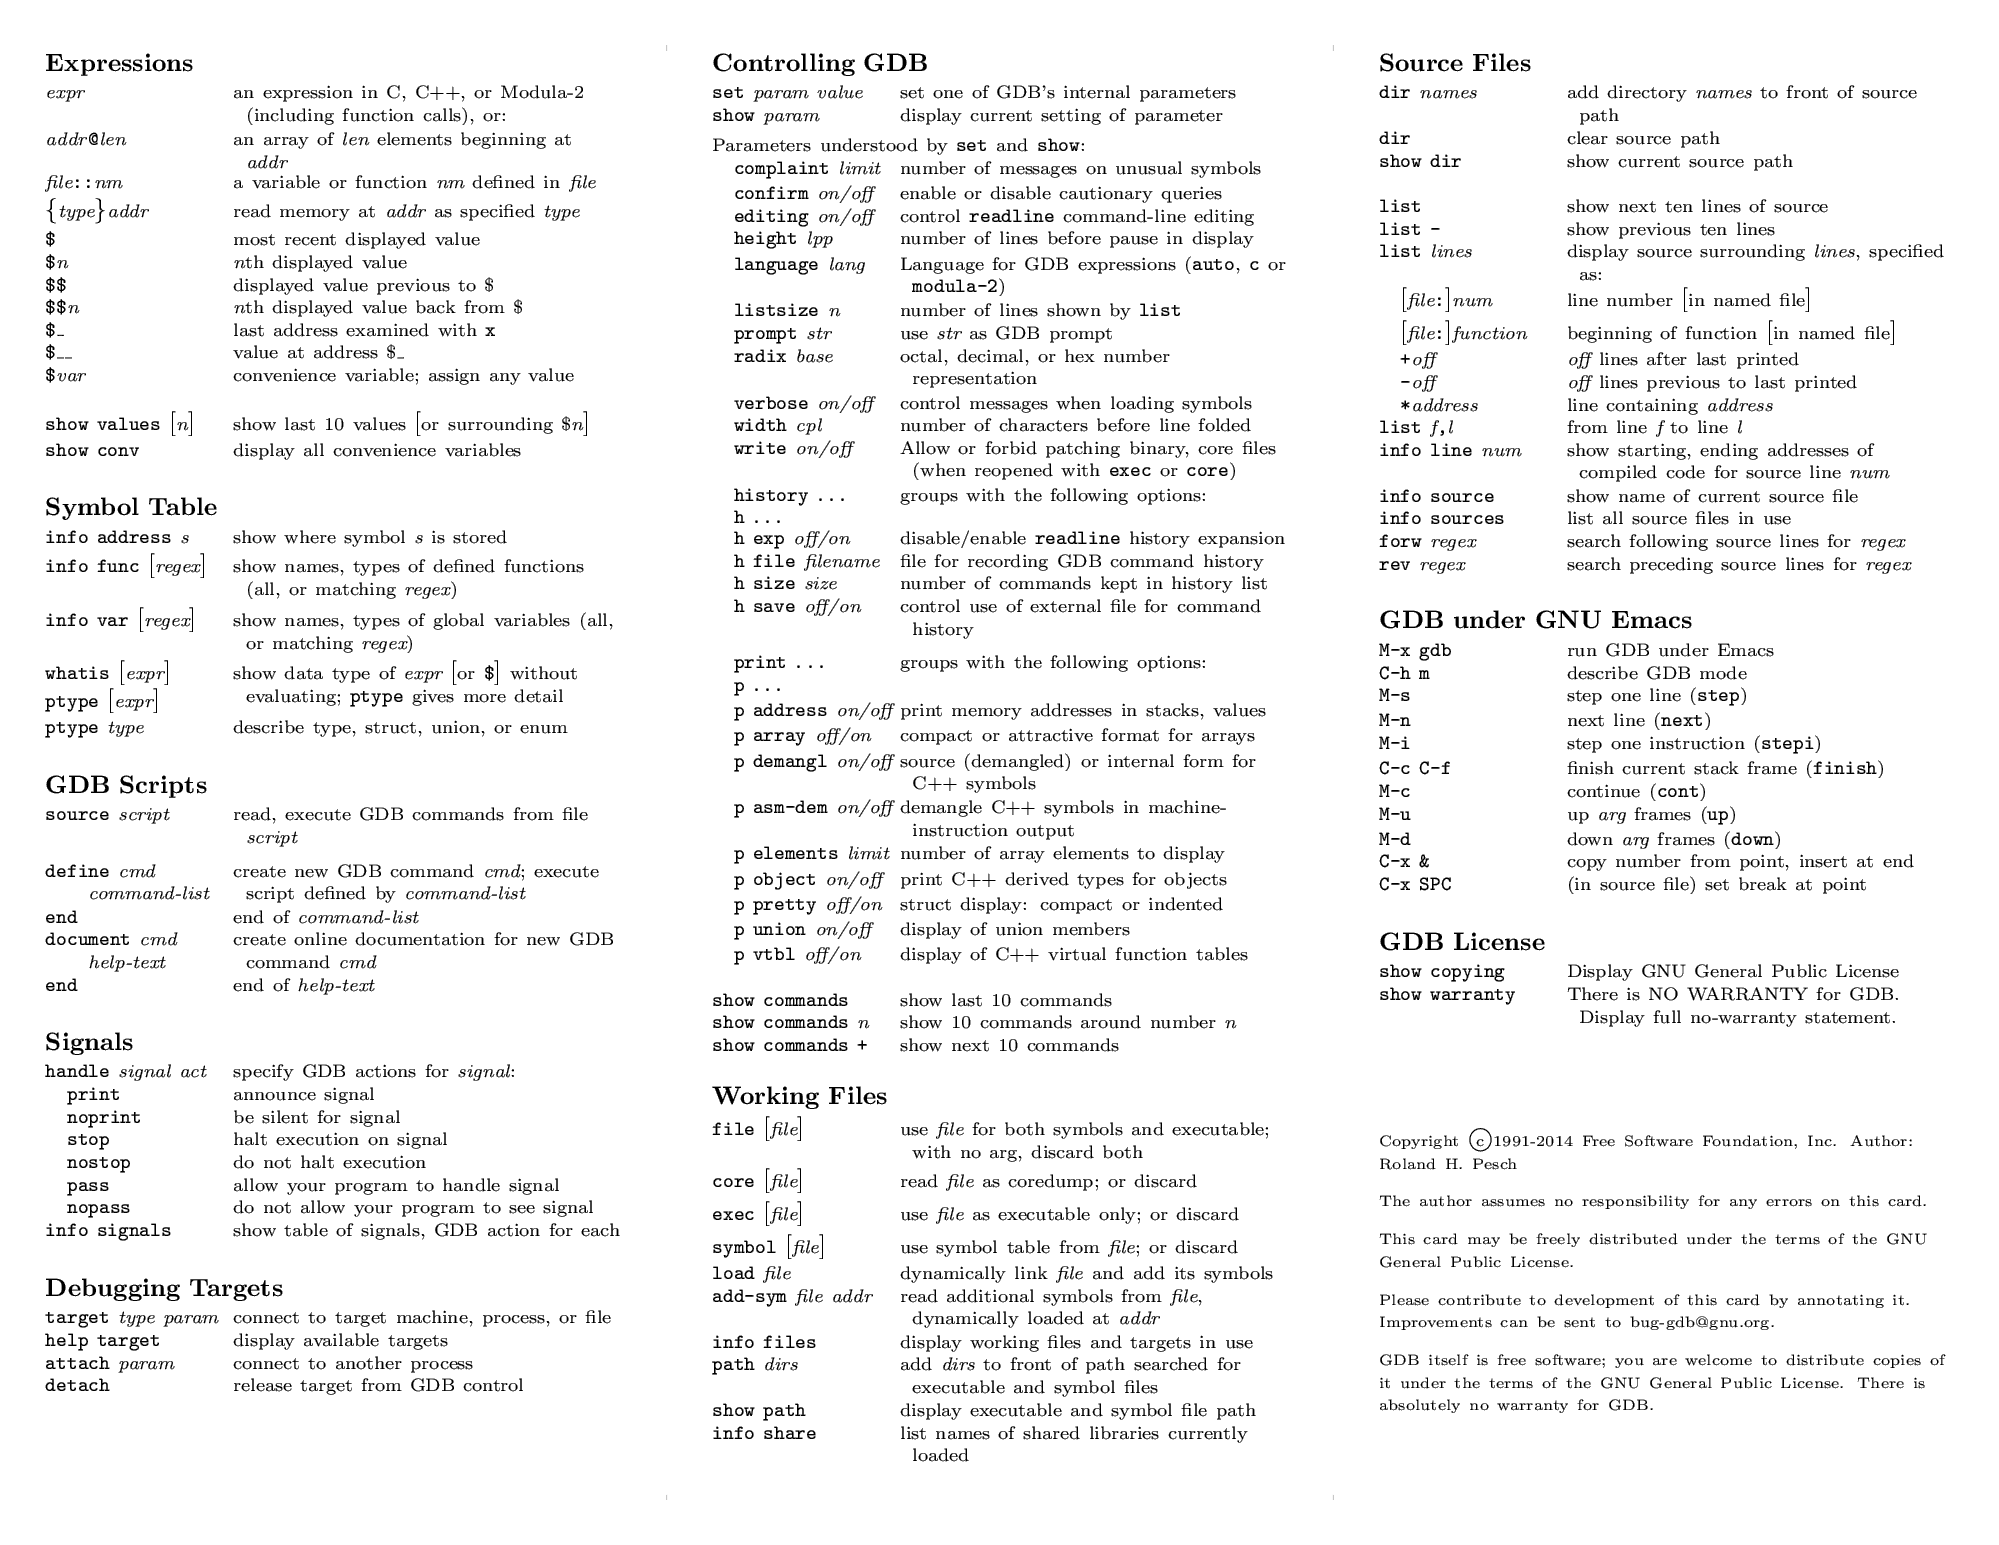 Expressions
expr an expression in C, C++, or Modula-2
(including function calls), or:
addr@len an array of len elements beginning at
addr
file::nm a variable or function nm defined in file
{type}addr read memory at addr as specified type
$ most recent displayed value
$n nth displayed value
$$ displayed value previous to $
$$n nth displayed value back from $
$_ last address examined with x
$__ value at address $_
$var convenience variable; assign any value
show values [n] show last 10 values [or surrounding $n]
show conv display all convenience variables
Symbol Table
info address s show where symbol s is stored
info func [regex] show names, types of defined functions
(all, or matching regex)
info var [regex] show names, types of global variables (all,
or matching regex)
whatis [expr] show data type of expr [or $] without
ptype [expr] evaluating; ptype gives more detail
ptype type describe type, struct, union, or enum
GDB Scripts
source script read, execute GDB commands from file
script
define cmd create new GDB command cmd; execute
command-list script defined by command-list
end end of command-list
document cmd create online documentation for new GDB
help-text command cmd
end end of help-text
Signals
handle signal act specify GDB actions for signal:
print announce signal
noprint be silent for signal
stop halt execution on signal
nostop do not halt execution
pass allow your program to handle signal
nopass do not allow your program to see signal
info signals show table of signals, GDB action for each
Debugging Targets
target type param connect to target machine, process, or file
help target display available targets
attach param connect to another process
detach release target from GDB control
Controlling GDB
set param value set one of GDB's internal parameters
show param display current setting of parameter
Parameters understood by set and show:
complaint limit number of messages on unusual symbols
confirm on/off enable or disable cautionary queries
editing on/off control readline command-line editing
height lpp number of lines before pause in display
language lang Language for GDB expressions (auto, c or
modula-2)
listsize n number of lines shown by list
prompt str use str as GDB prompt
radix base octal, decimal, or hex number
representation
verbose on/off control messages when loading symbols
width cpl number of characters before line folded
write on/off Allow or forbid patching binary, core files
(when reopened with exec or core)
history ... groups with the following options:
h ...
h exp off/on disable/enable readline history expansion
h file filename file for recording GDB command history
h size size number of commands kept in history list
h save off/on control use of external file for command
history
print ... groups with the following options:
p ...
p address on/off print memory addresses in stacks, values
p array off/on compact or attractive format for arrays
p demangl on/off source (demangled) or internal form for
C++ symbols
p asm-dem on/off demangle C++ symbols in machine-
instruction output
p elements limit number of array elements to display
p object on/off print C++ derived types for objects
p pretty off/on struct display: compact or indented
p union on/off display of union members
p vtbl off/on display of C++ virtual function tables
show commands show last 10 commands
show commands n show 10 commands around number n
show commands + show next 10 commands
Working Files
file [file] use file for both symbols and executable;
with no arg, discard both
core [file] read file as coredump; or discard
exec [file] use file as executable only; or discard
symbol [file] use symbol table from file; or discard
load file dynamically link file and add its symbols
add-sym file addr read additional symbols from file,
dynamically loaded at addr
info files display working files and targets in use
path dirs add dirs to front of path searched for
executable and symbol files
show path display executable and symbol file path
info share list names of shared libraries currently
loaded
Source Files
dir names add directory names to front of source
path
dir clear source path
show dir show current source path
list show next ten lines of source
list - show previous ten lines
list lines display source surrounding lines, specified
as:
[file:]num line number [in named file]
[file:]function beginning of function [in named file]
+off off lines after last printed
-off off lines previous to last printed
*address line containing address
list f,l from line f to line l
info line num show starting, ending addresses of
compiled code for source line num
info source show name of current source file
info sources list all source files in use
forw regex search following source lines for regex
rev regex search preceding source lines for regex
GDB under GNU Emacs
M-x gdb run GDB under Emacs
C-h m describe GDB mode
M-s step one line (step)
M-n next line (next)
M-i step one instruction (stepi)
C-c C-f finish current stack frame (finish)
M-c continue (cont)
M-u up arg frames (up)
M-d down arg frames (down)
C-x & copy number from point, insert at end
C-x SPC (in source file) set break at point
GDB License
show copying Display GNU General Public License
show warranty There is NO WARRANTY for GDB.
Display full no-warranty statement.
Copyright ©1991-2014 Free Software Foundation, Inc. Author:
Roland H. Pesch
The author assumes no responsibility for any errors on this card.
This card may be freely distributed under the terms of the GNU
General Public License.
Please contribute to development of this card by annotating it.
Improvements can be sent to bug-gdb@gnu.org.
GDB itself is free software; you are welcome to distribute copies of
it under the terms of the GNU General Public License. There is
absolutely no warranty for GDB.